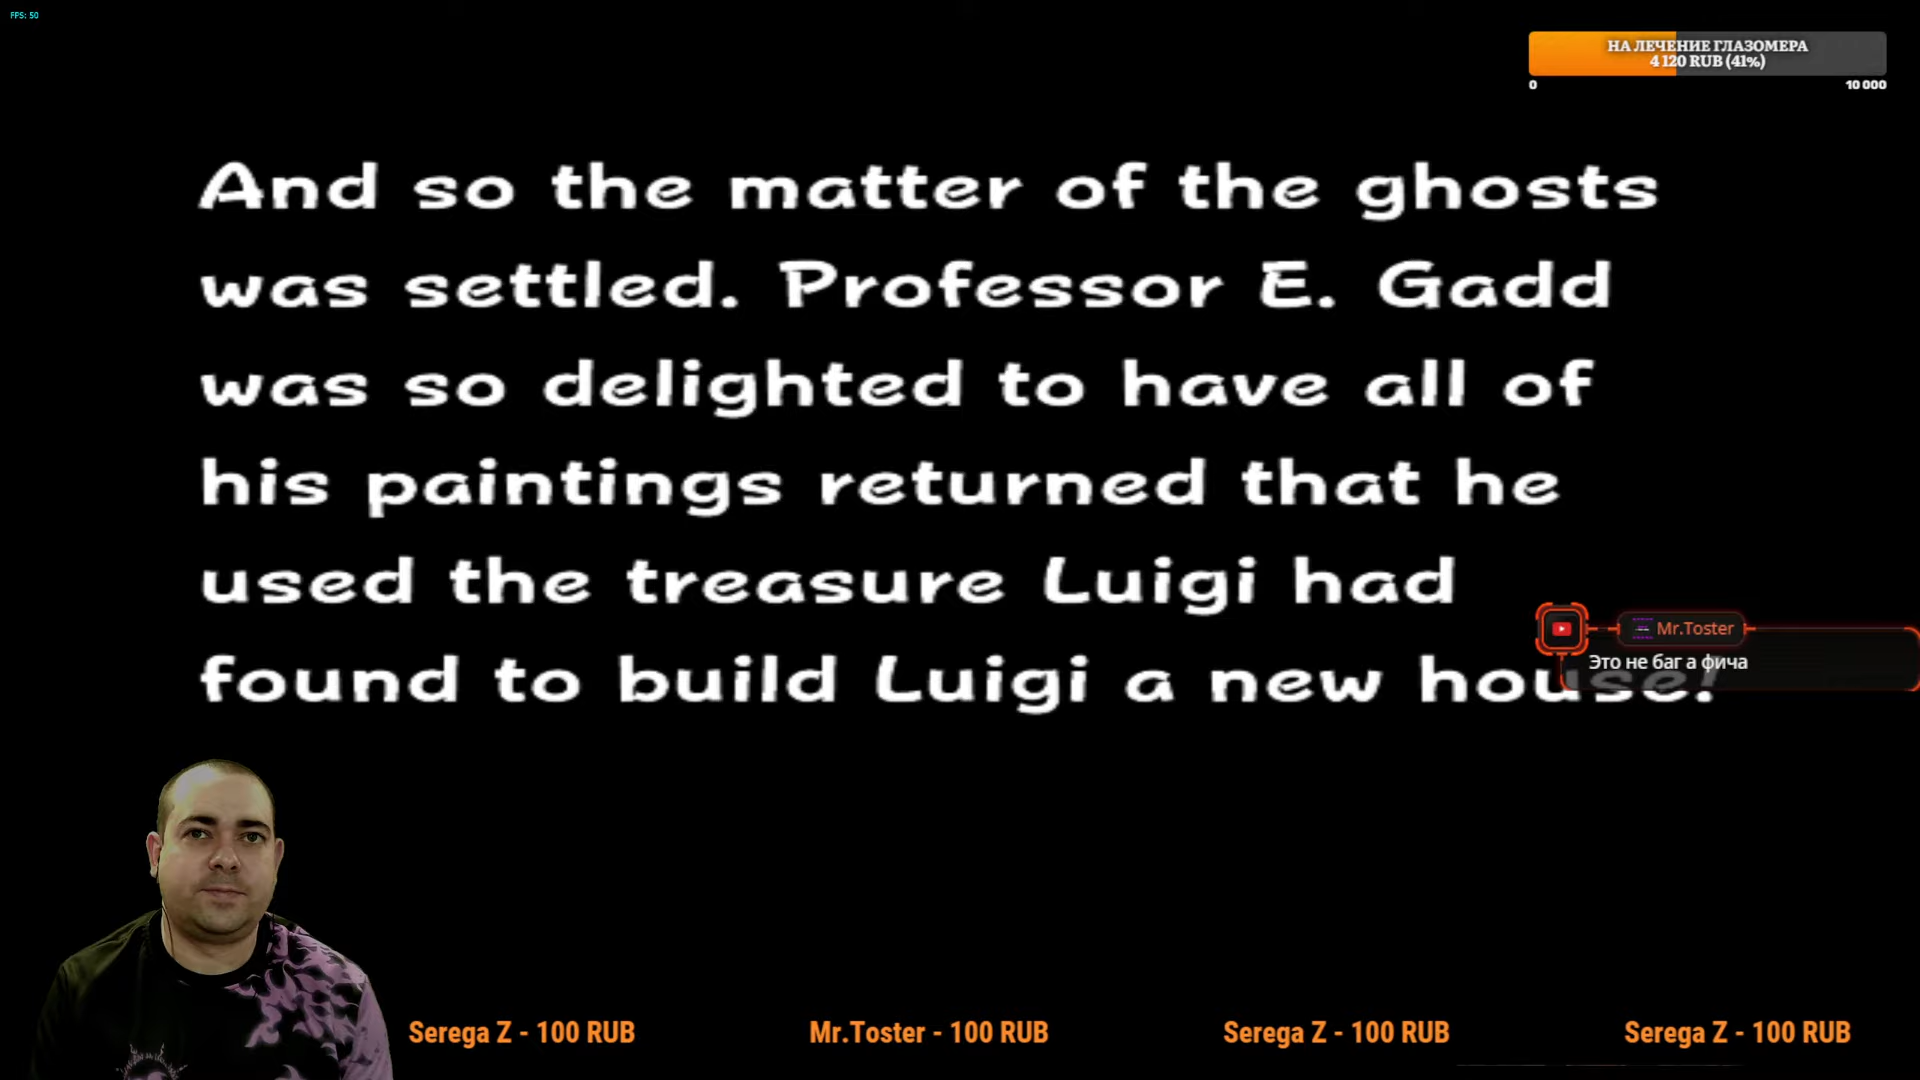 FPS: 50
НА ЛЕЧЕНИЕ ГЛАЗОМЕРА
4 120 RUB (41%)
0 10 000
And so the matter of the ghosts
was settled. Professor E. Gadd
was so delighted to have all of
his paintings returned that he
used the treasure Luigi had
found to build Luigi a new house!
Mr.Toster
Это не баг а фича
Serega Z - 100 RUB Mr.Toster - 100 RUB Serega Z - 100 RUB Serega Z - 100 RUB